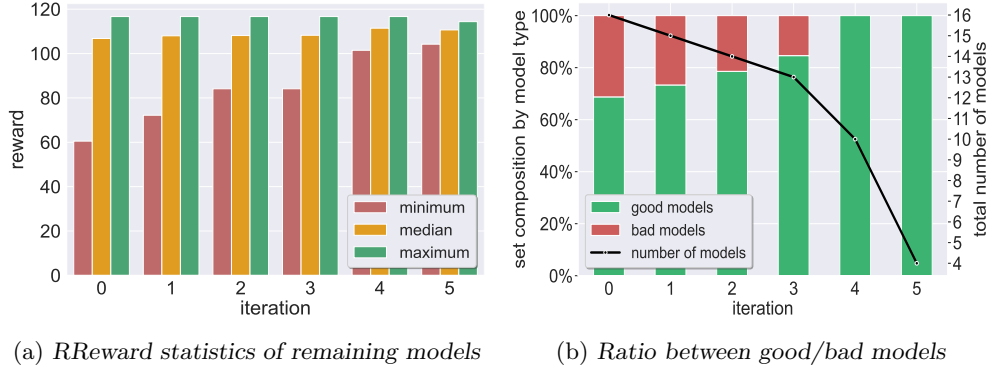 120
100
80
60
40
20
0
reward
minimum
median
maximum
0 1 2 3 4 5
iteration
(a) RReward statistics of remaining models
100%
80%
60%
40%
20%
0%
set composition by model type
good models
bad models
number of models
0 1 2 3 4 5
iteration
16
15
14
13
12
11
10
9
8
7
6
5
4
total number of models
(b) Ratio between good/bad models